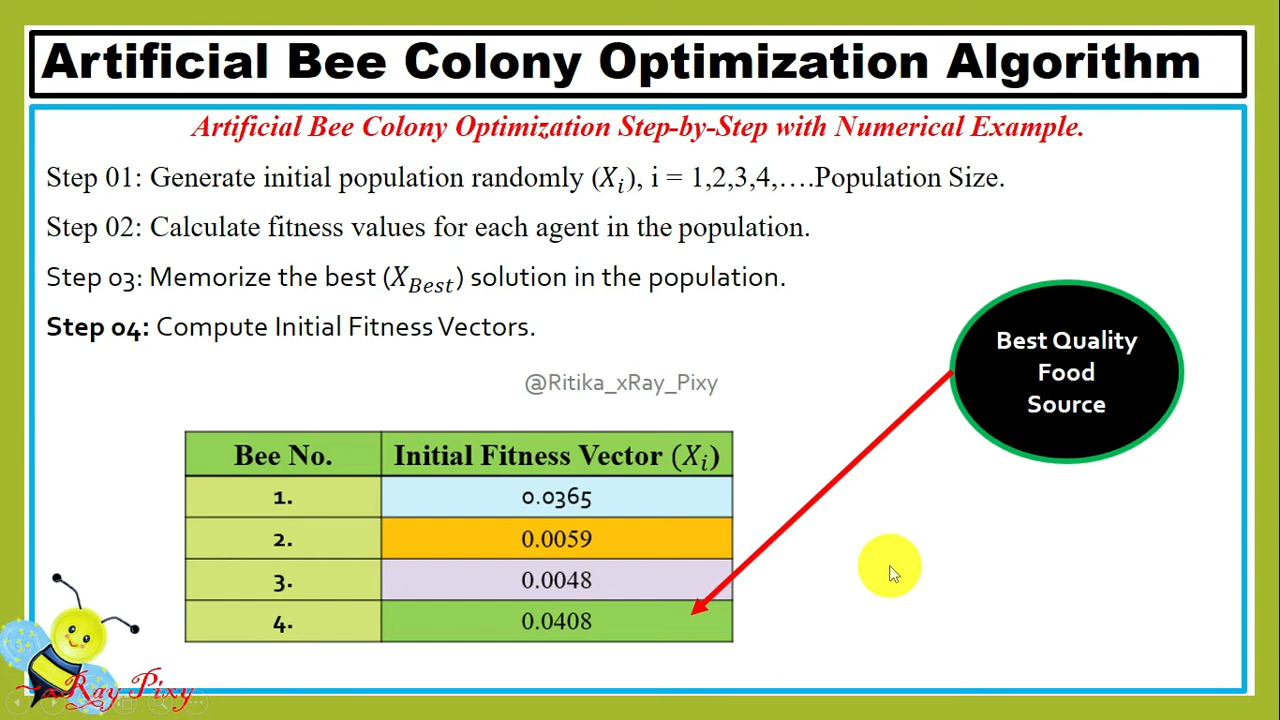 Artificial Bee Colony Optimization Algorithm
Artificial Bee Colony Optimization Step-by-Step with Numerical Example.
Step 01: Generate initial population randomly (𝑋𝑖), i = 1,2,3,4,….Population Size.
Step 02: Calculate fitness values for each agent in the population.
Step 03: Memorize the best (𝑋𝐵𝑒𝑠𝑡) solution in the population.
Step 04: Compute Initial Fitness Vectors.
Best Quality
Food
Source
@Ritika_xRay_Pixy
Bee No. Initial Fitness Vector (𝑋𝑖)
1. 0.0365
2. 0.0059
3. 0.0048
4. 0.0408
~xRay Pixy